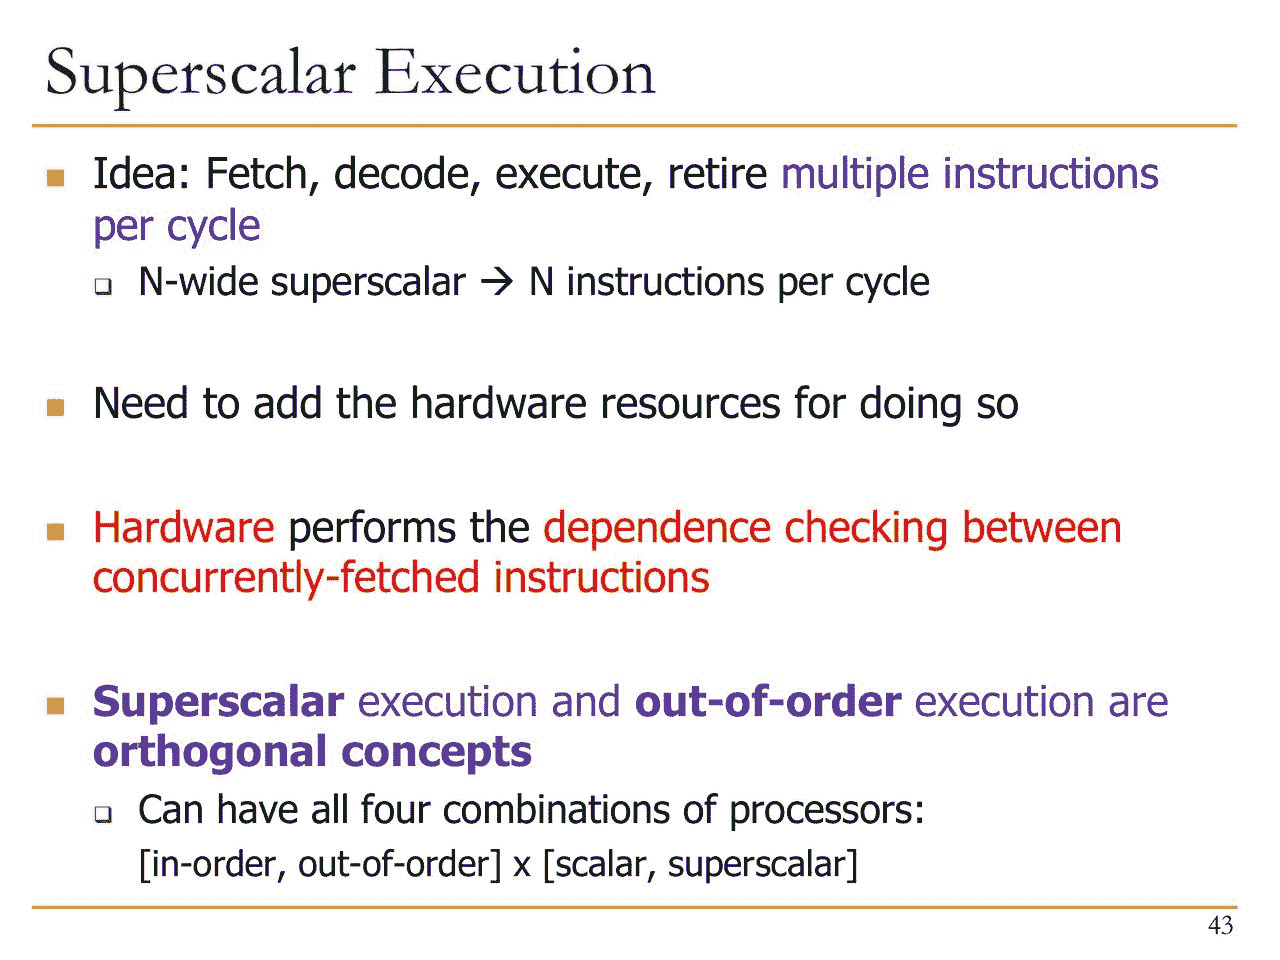 Superscalar Execution
Idea: Fetch, decode, execute, retire multiple instructions
per cycle
N-wide superscalar → N instructions per cycle
Need to add the hardware resources for doing so
Hardware performs the dependence checking between
concurrently-fetched instructions
Superscalar execution and out-of-order execution are
orthogonal concepts
Can have all four combinations of processors:
[in-order, out-of-order] x [scalar, superscalar]
43